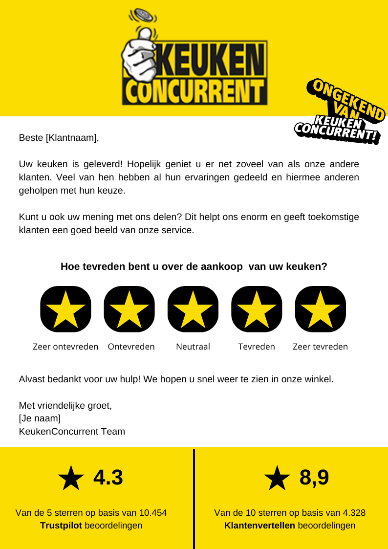 KEUKEN
CONCURRENT
ONGEKEND
VAN
KEUKEN
CONCURRENT!
Beste [Klantnaam],
Uw keuken is geleverd! Hopelijk geniet u er net zoveel van als onze andere
klanten. Veel van hen hebben al hun ervaringen gedeeld en hiermee anderen
geholpen met hun keuze.
Kunt u ook uw mening met ons delen? Dit helpt ons enorm en geeft toekomstige
klanten een goed beeld van onze service.
Hoe tevreden bent u over de aankoop van uw keuken?
Zeer ontevreden Ontevreden Neutraal Tevreden Zeer tevreden
Alvast bedankt voor uw hulp! We hopen u snel weer te zien in onze winkel.
Met vriendelijke groet,
[Je naam]
KeukenConcurrent Team
4.3
Van de 5 sterren op basis van 10.454
Trustpilot beoordelingen
8,9
Van de 10 sterren op basis van 4.328
Klantenvertellen beoordelingen